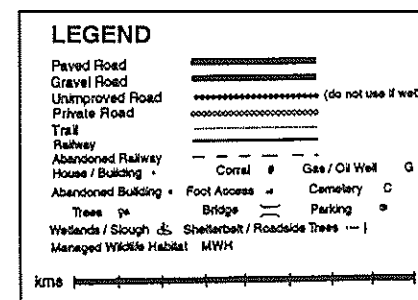 LEGEND
Paved Road
Gravel Road
Unimproved Road (do not use if wet
Private Road
Trail
Railway
Abandoned Railway
House / Building Corral Gas / Oil Well G
Abandoned Building Foot Access Cemetery C
Trees Bridge Parking
Wetlands / Slough Shelterbelt / Roadside Trees
Managed Wildlife Habitat MWH
kms